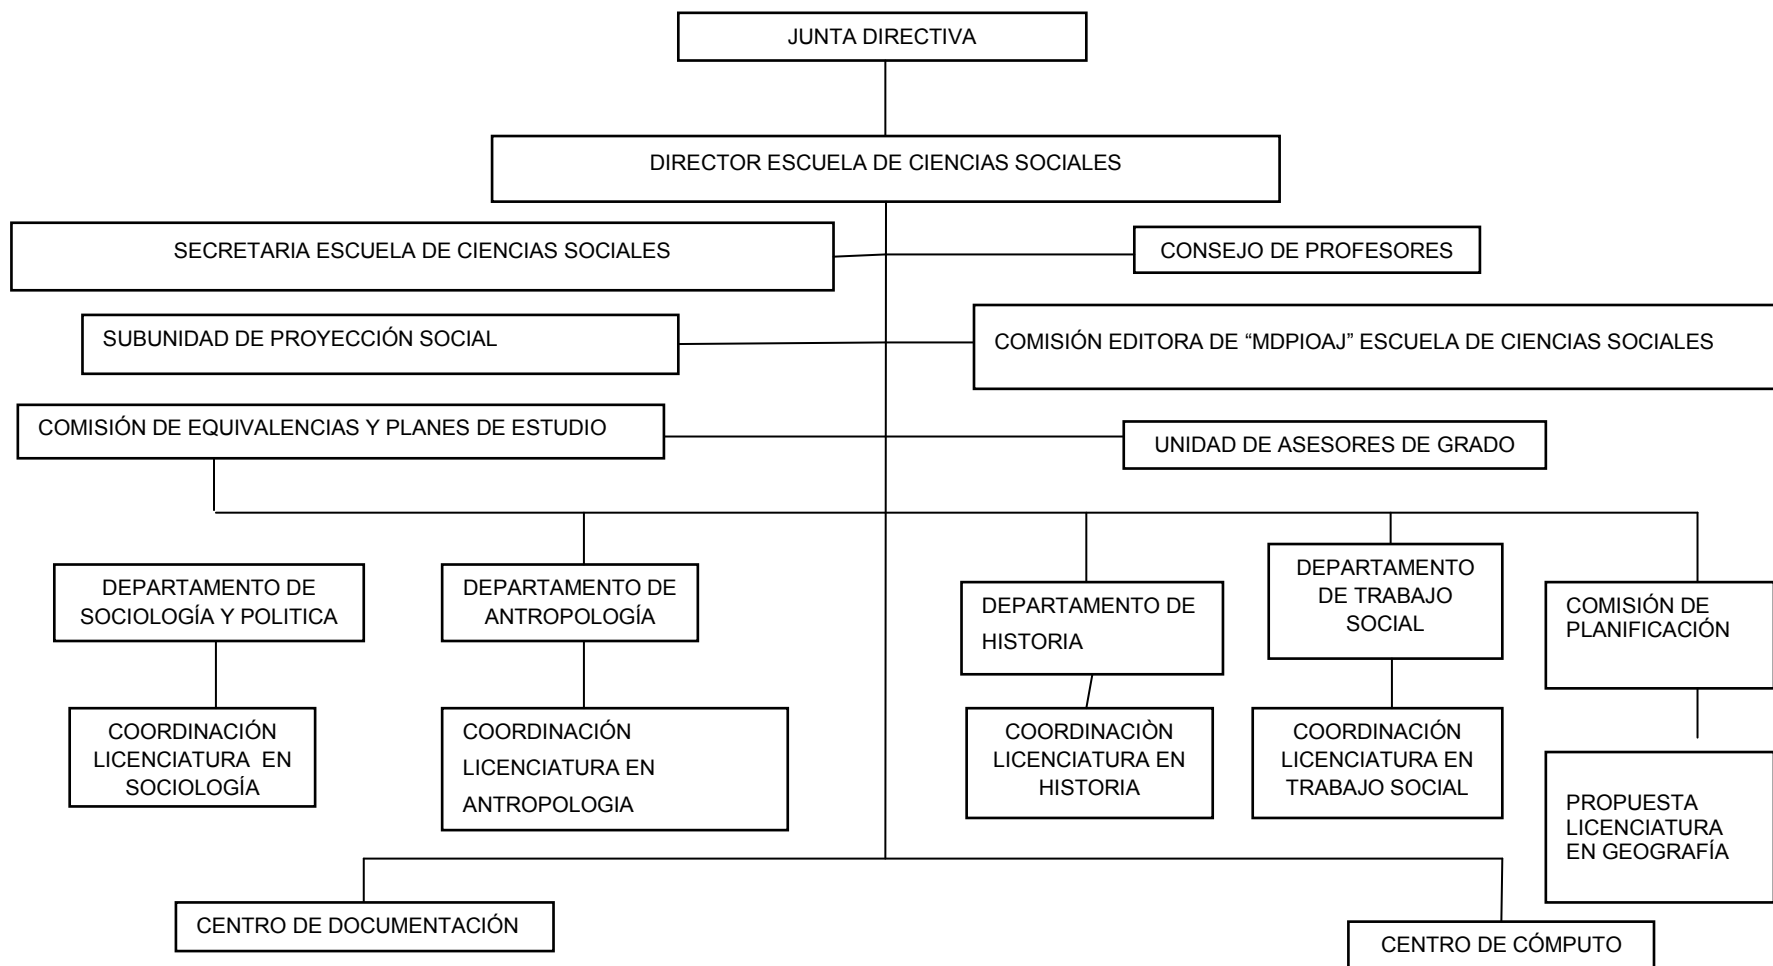 JUNTA DIRECTIVA
DIRECTOR ESCUELA DE CIENCIAS SOCIALES
SECRETARIA ESCUELA DE CIENCIAS SOCIALES
CONSEJO DE PROFESORES
SUBUNIDAD DE PROYECCIÓN SOCIAL
COMISIÓN EDITORA DE “MDPIOAJ” ESCUELA DE CIENCIAS SOCIALES
COMISIÓN DE EQUIVALENCIAS Y PLANES DE ESTUDIO
UNIDAD DE ASESORES DE GRADO
DEPARTAMENTO DE
SOCIOLOGÍA Y POLITICA
DEPARTAMENTO DE
ANTROPOLOGÍA
DEPARTAMENTO DE
HISTORIA
DEPARTAMENTO
DE TRABAJO
SOCIAL
COMISIÓN DE
PLANIFICACIÓN
COORDINACIÓN
LICENCIATURA EN
SOCIOLOGÍA
COORDINACIÓN
LICENCIATURA EN
ANTROPOLOGIA
COORDINACIÒN
LICENCIATURA EN
HISTORIA
COORDINACIÓN
LICENCIATURA EN
TRABAJO SOCIAL
PROPUESTA
LICENCIATURA
EN GEOGRAFÍA
CENTRO DE DOCUMENTACIÓN
CENTRO DE CÓMPUTO